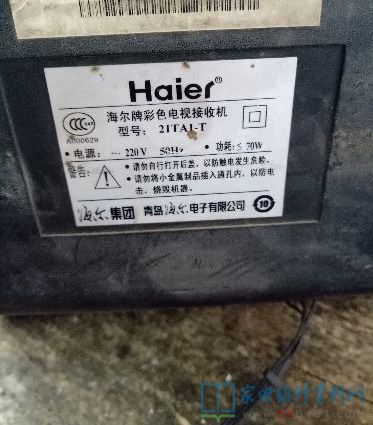 Haier
海尔牌彩色电视接收机
型号: 21TA1-T
A000629
●电源: ～ 220V 50Hz ●功耗:≤ 70W
警告:
●请勿自行打开后盖, 以防触电发生危险。
●请勿将小金属制品插入通风孔内, 以防电
击、烧毁机器。
海尔集团 青岛海尔电子有限公司
10
家电维修资料网